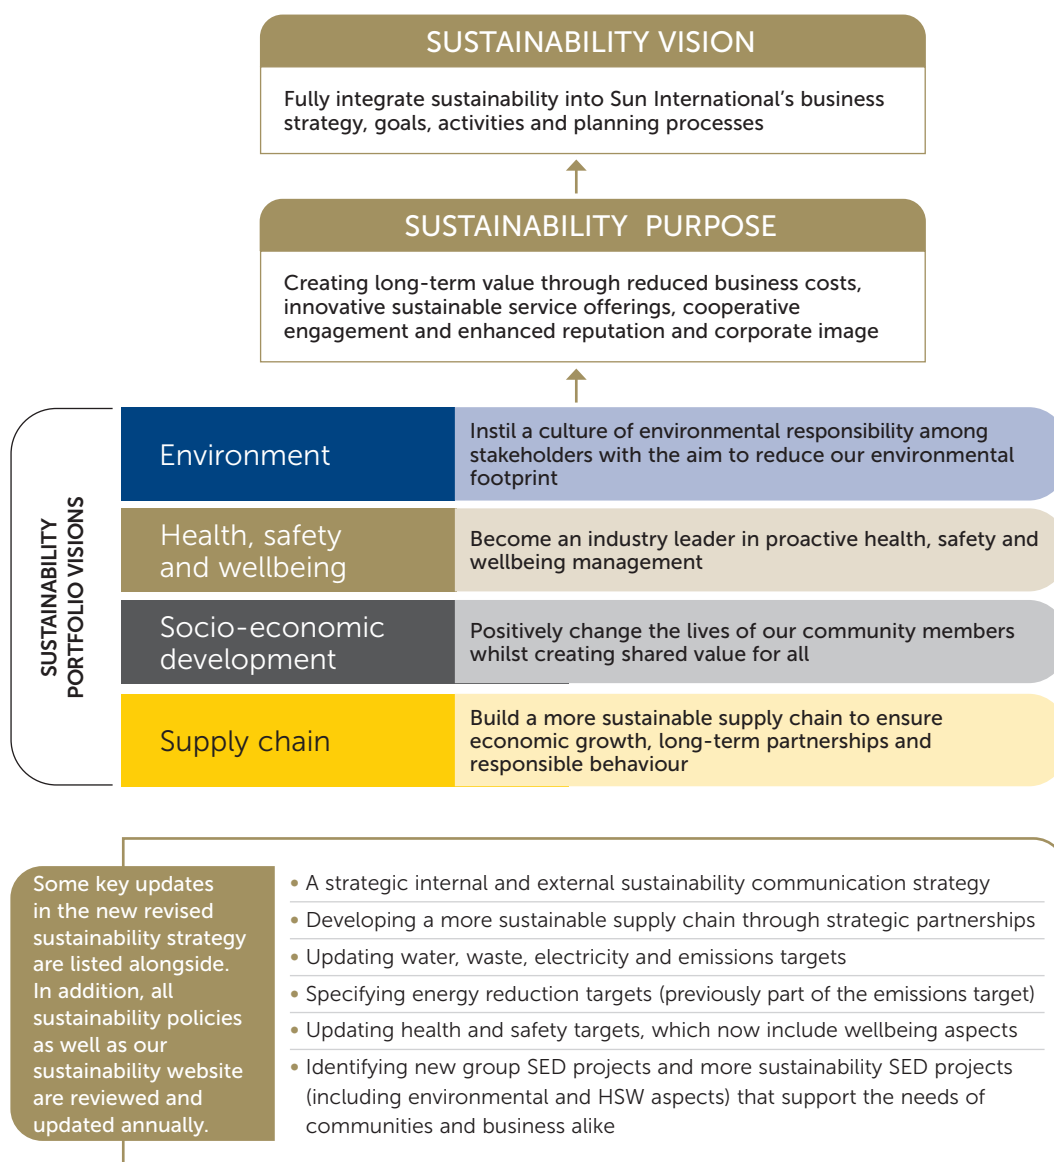 SUSTAINABILITY VISION
Fully integrate sustainability into Sun International's business
strategy, goals, activities and planning processes
SUSTAINABILITY PURPOSE
Creating long-term value through reduced business costs,
innovative sustainable service offerings, cooperative
engagement and enhanced reputation and corporate image
SUSTAINABILITY
PORTFOLIO VISIONS
Environment
Instil a culture of environmental responsibility among
stakeholders with the aim to reduce our environmental
footprint
Health, safety
and wellbeing
Become an industry leader in proactive health, safety and
wellbeing management
Socio-economic
development
Positively change the lives of our community members
whilst creating shared value for all
Supply chain
Build a more sustainable supply chain to ensure
economic growth, long-term partnerships and
responsible behaviour
Some key updates
in the new revised
sustainability strategy
are listed alongside.
In addition, all
sustainability policies
as well as our
sustainability website
are reviewed and
updated annually.
• A strategic internal and external sustainability communication strategy
• Developing a more sustainable supply chain through strategic partnerships
• Updating water, waste, electricity and emissions targets
• Specifying energy reduction targets (previously part of the emissions target)
• Updating health and safety targets, which now include wellbeing aspects
• Identifying new group SED projects and more sustainability SED projects
(including environmental and HSW aspects) that support the needs of
communities and business alike